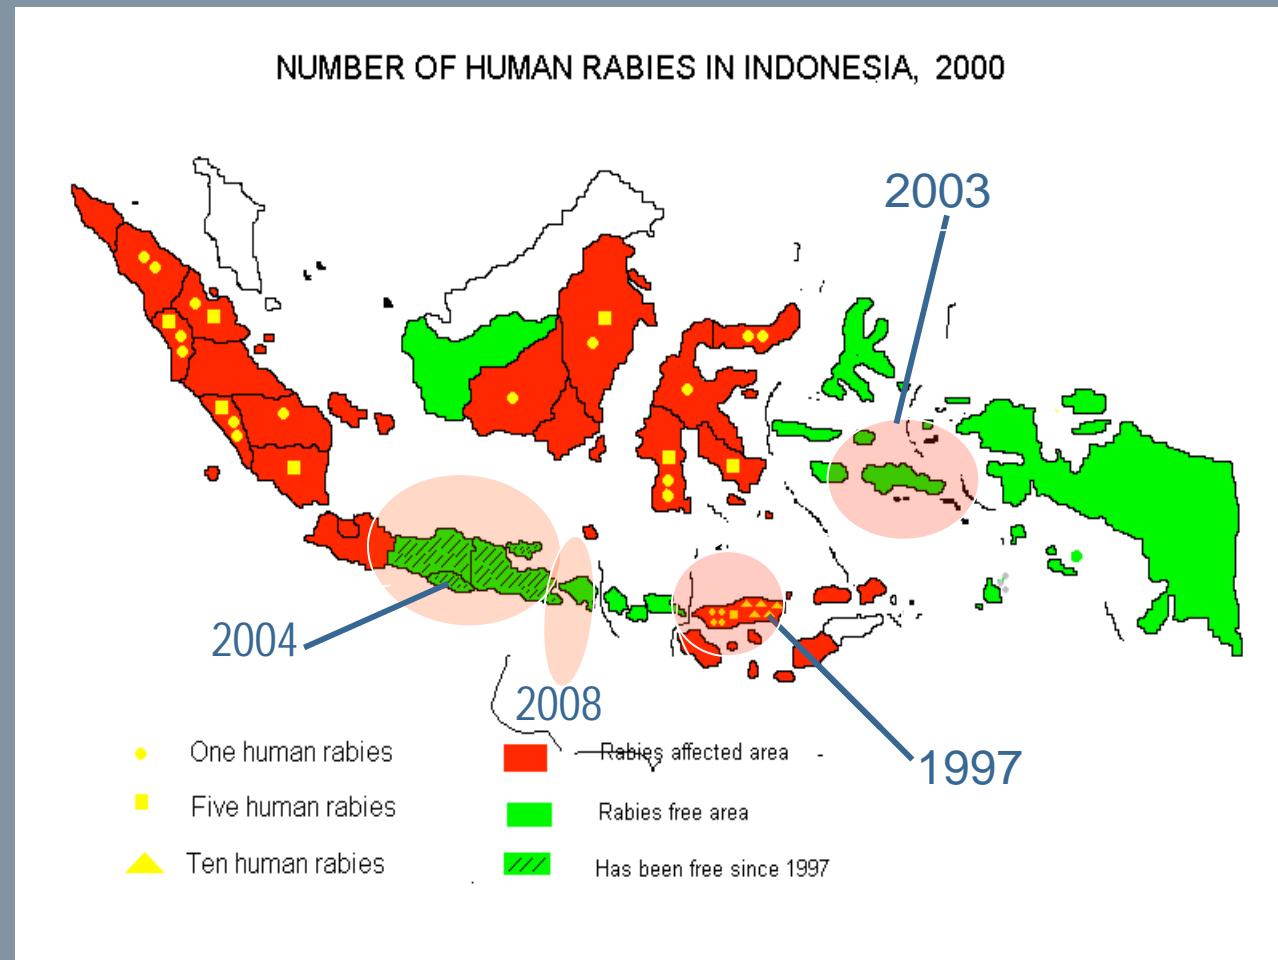 NUMBER OF HUMAN RABIES IN INDONESIA, 2000
2003
2004
2008
1997
One human rabies
Five human rabies
Ten human rabies
Rabies affected area
Rabies free area
Has been free since 1997